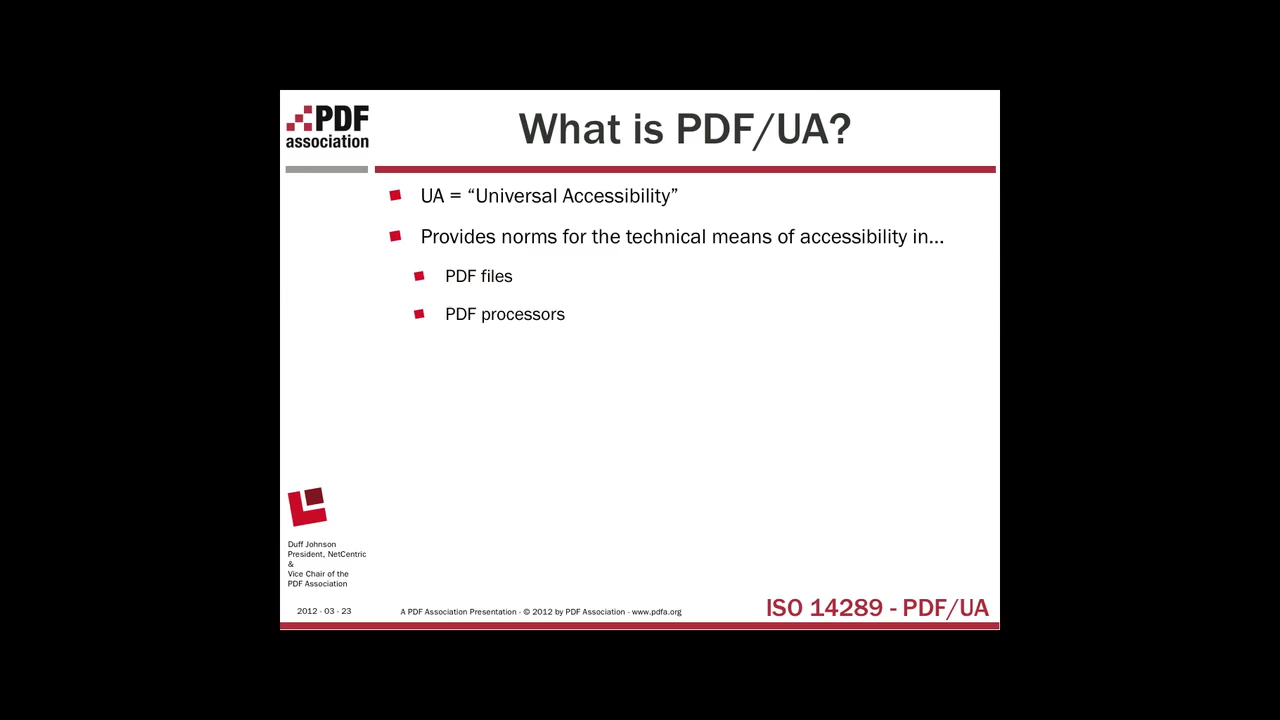 PDF
association
What is PDF/UA?
UA = “Universal Accessibility”
Provides norms for the technical means of accessibility in...
PDF files
PDF processors
Duff Johnson
President, NetCentric
&
Vice Chair of the
PDF Association
2012 - 03 - 23
A PDF Association Presentation · © 2012 by PDF Association · www.pdfa.org
ISO 14289 - PDF/UA